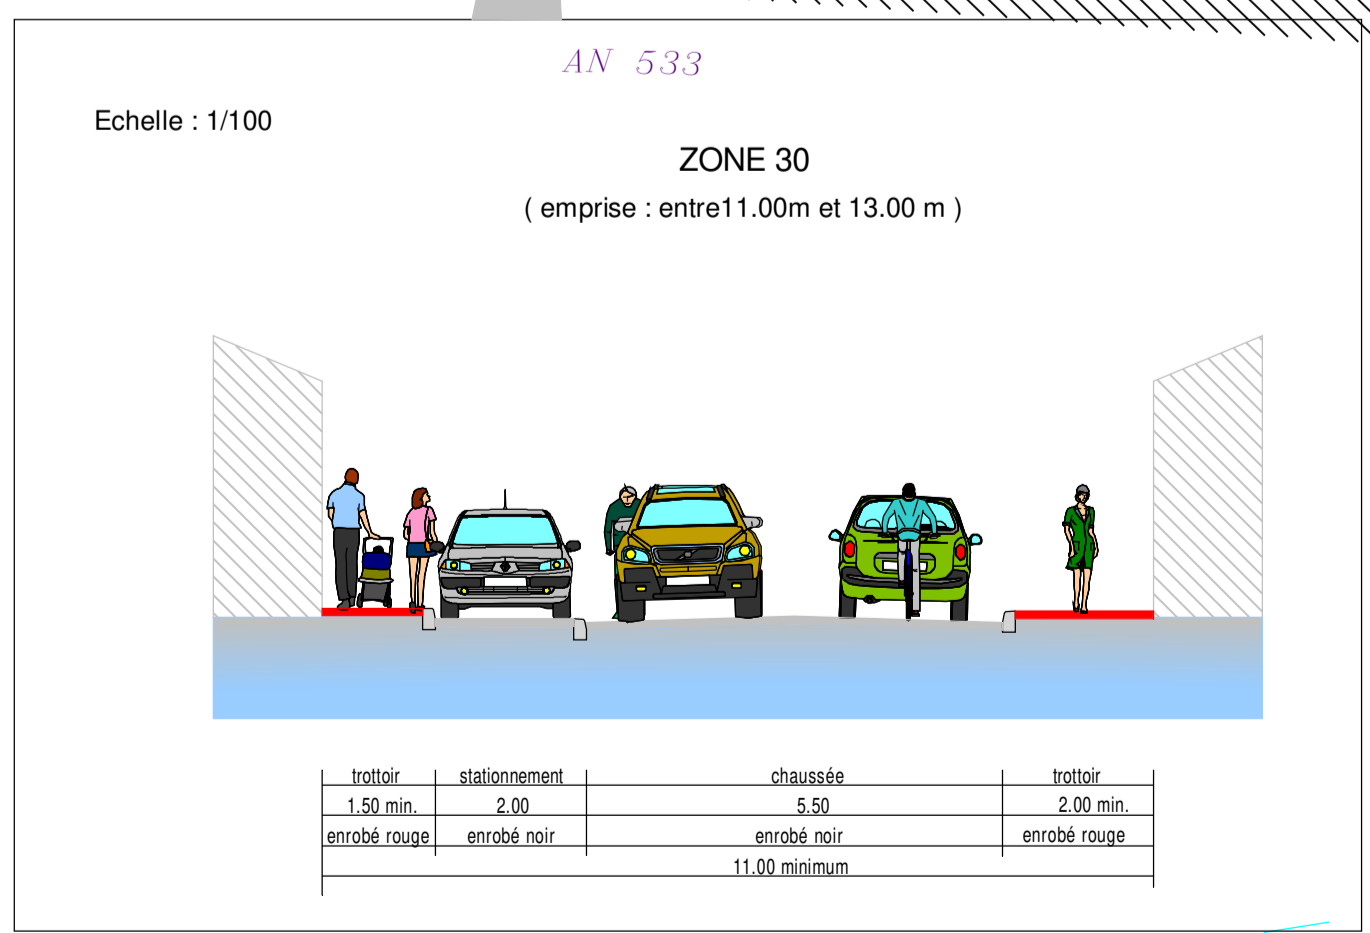 AN 533
Echelle : 1/100
ZONE 30
( emprise : entre11.00m et 13.00 m )
trottoir stationnement chaussée trottoir
1.50 min. 2.00 5.50 2.00 min.
enrobé rouge enrobé noir enrobé noir enrobé rouge
11.00 minimum